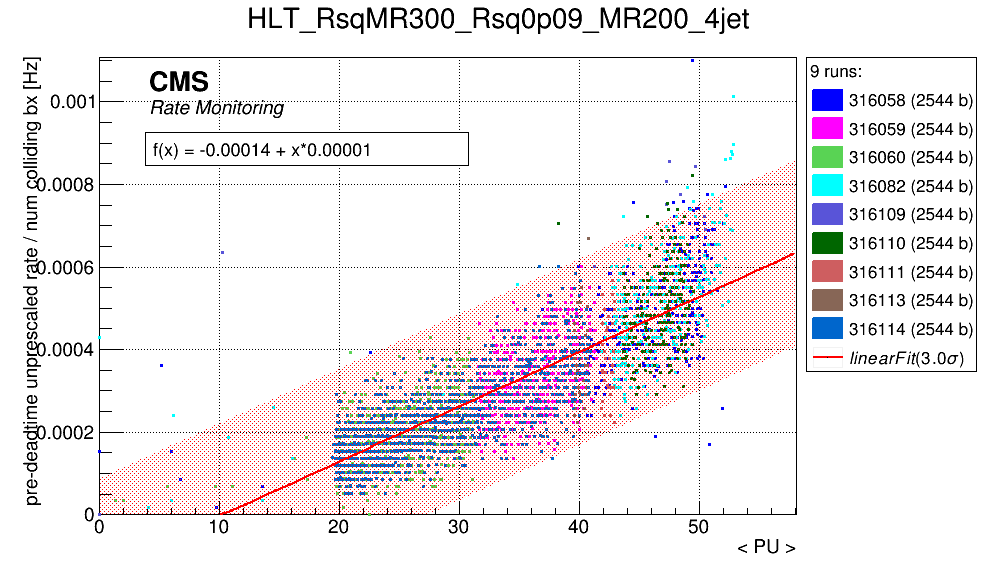 HLT_RsqMR300_Rsq0p09_MR200_4jet
pre-deadtime unprescaled rate / num colliding bx [Hz]
CMS
Rate Monitoring
f(x) = -0.00014 + x*0.00001
0.001
0.0008
0.0006
0.0004
0.0002
0
0 10 20 30 40 50
< PU >
9 runs:
316058 (2544 b)
316059 (2544 b)
316060 (2544 b)
316082 (2544 b)
316109 (2544 b)
316110 (2544 b)
316111 (2544 b)
316113 (2544 b)
316114 (2544 b)
linearFit(3.0σ)